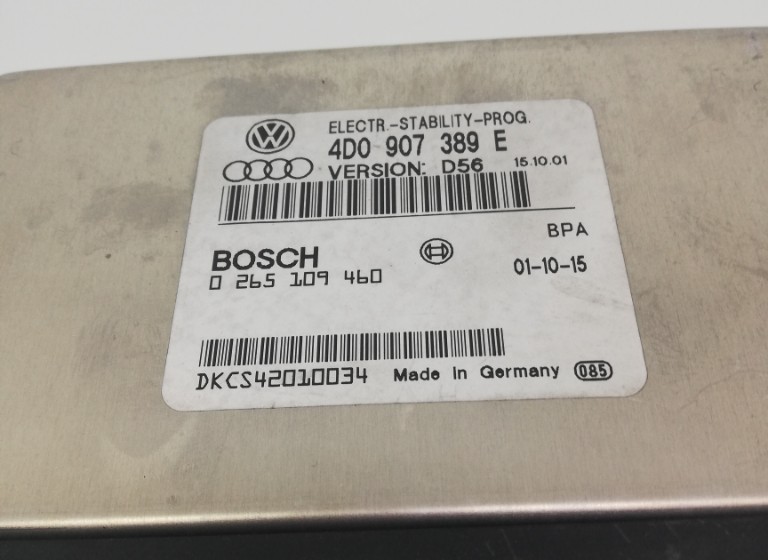 ELECTR.-STABILITY-PROG.
4D0 907 389 E
VERSION: D56 15.10.01
BPA
BOSCH
0 265 109 460
01-10-15
DKCS42010034 Made in Germany 085